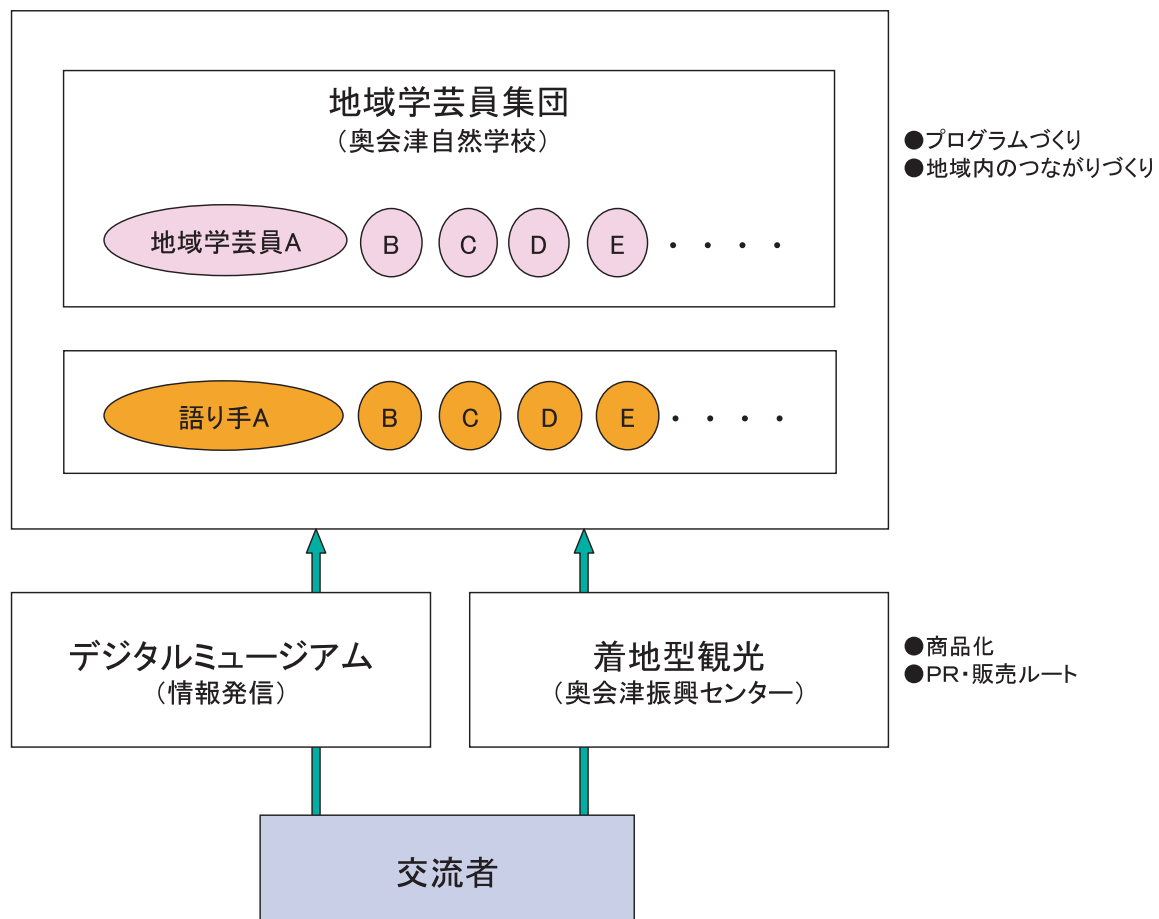 地域学芸員集団
（奥会津自然学校）
●プログラムづくり
●地域内のつながりづくり
地域学芸員A
B
C
D
E
・・・・
語り手A
B
C
D
E
・・・・
デジタルミュージアム
（情報発信）
着地型観光
（奥会津振興センター）
●商品化
●PR・販売ルート
交流者